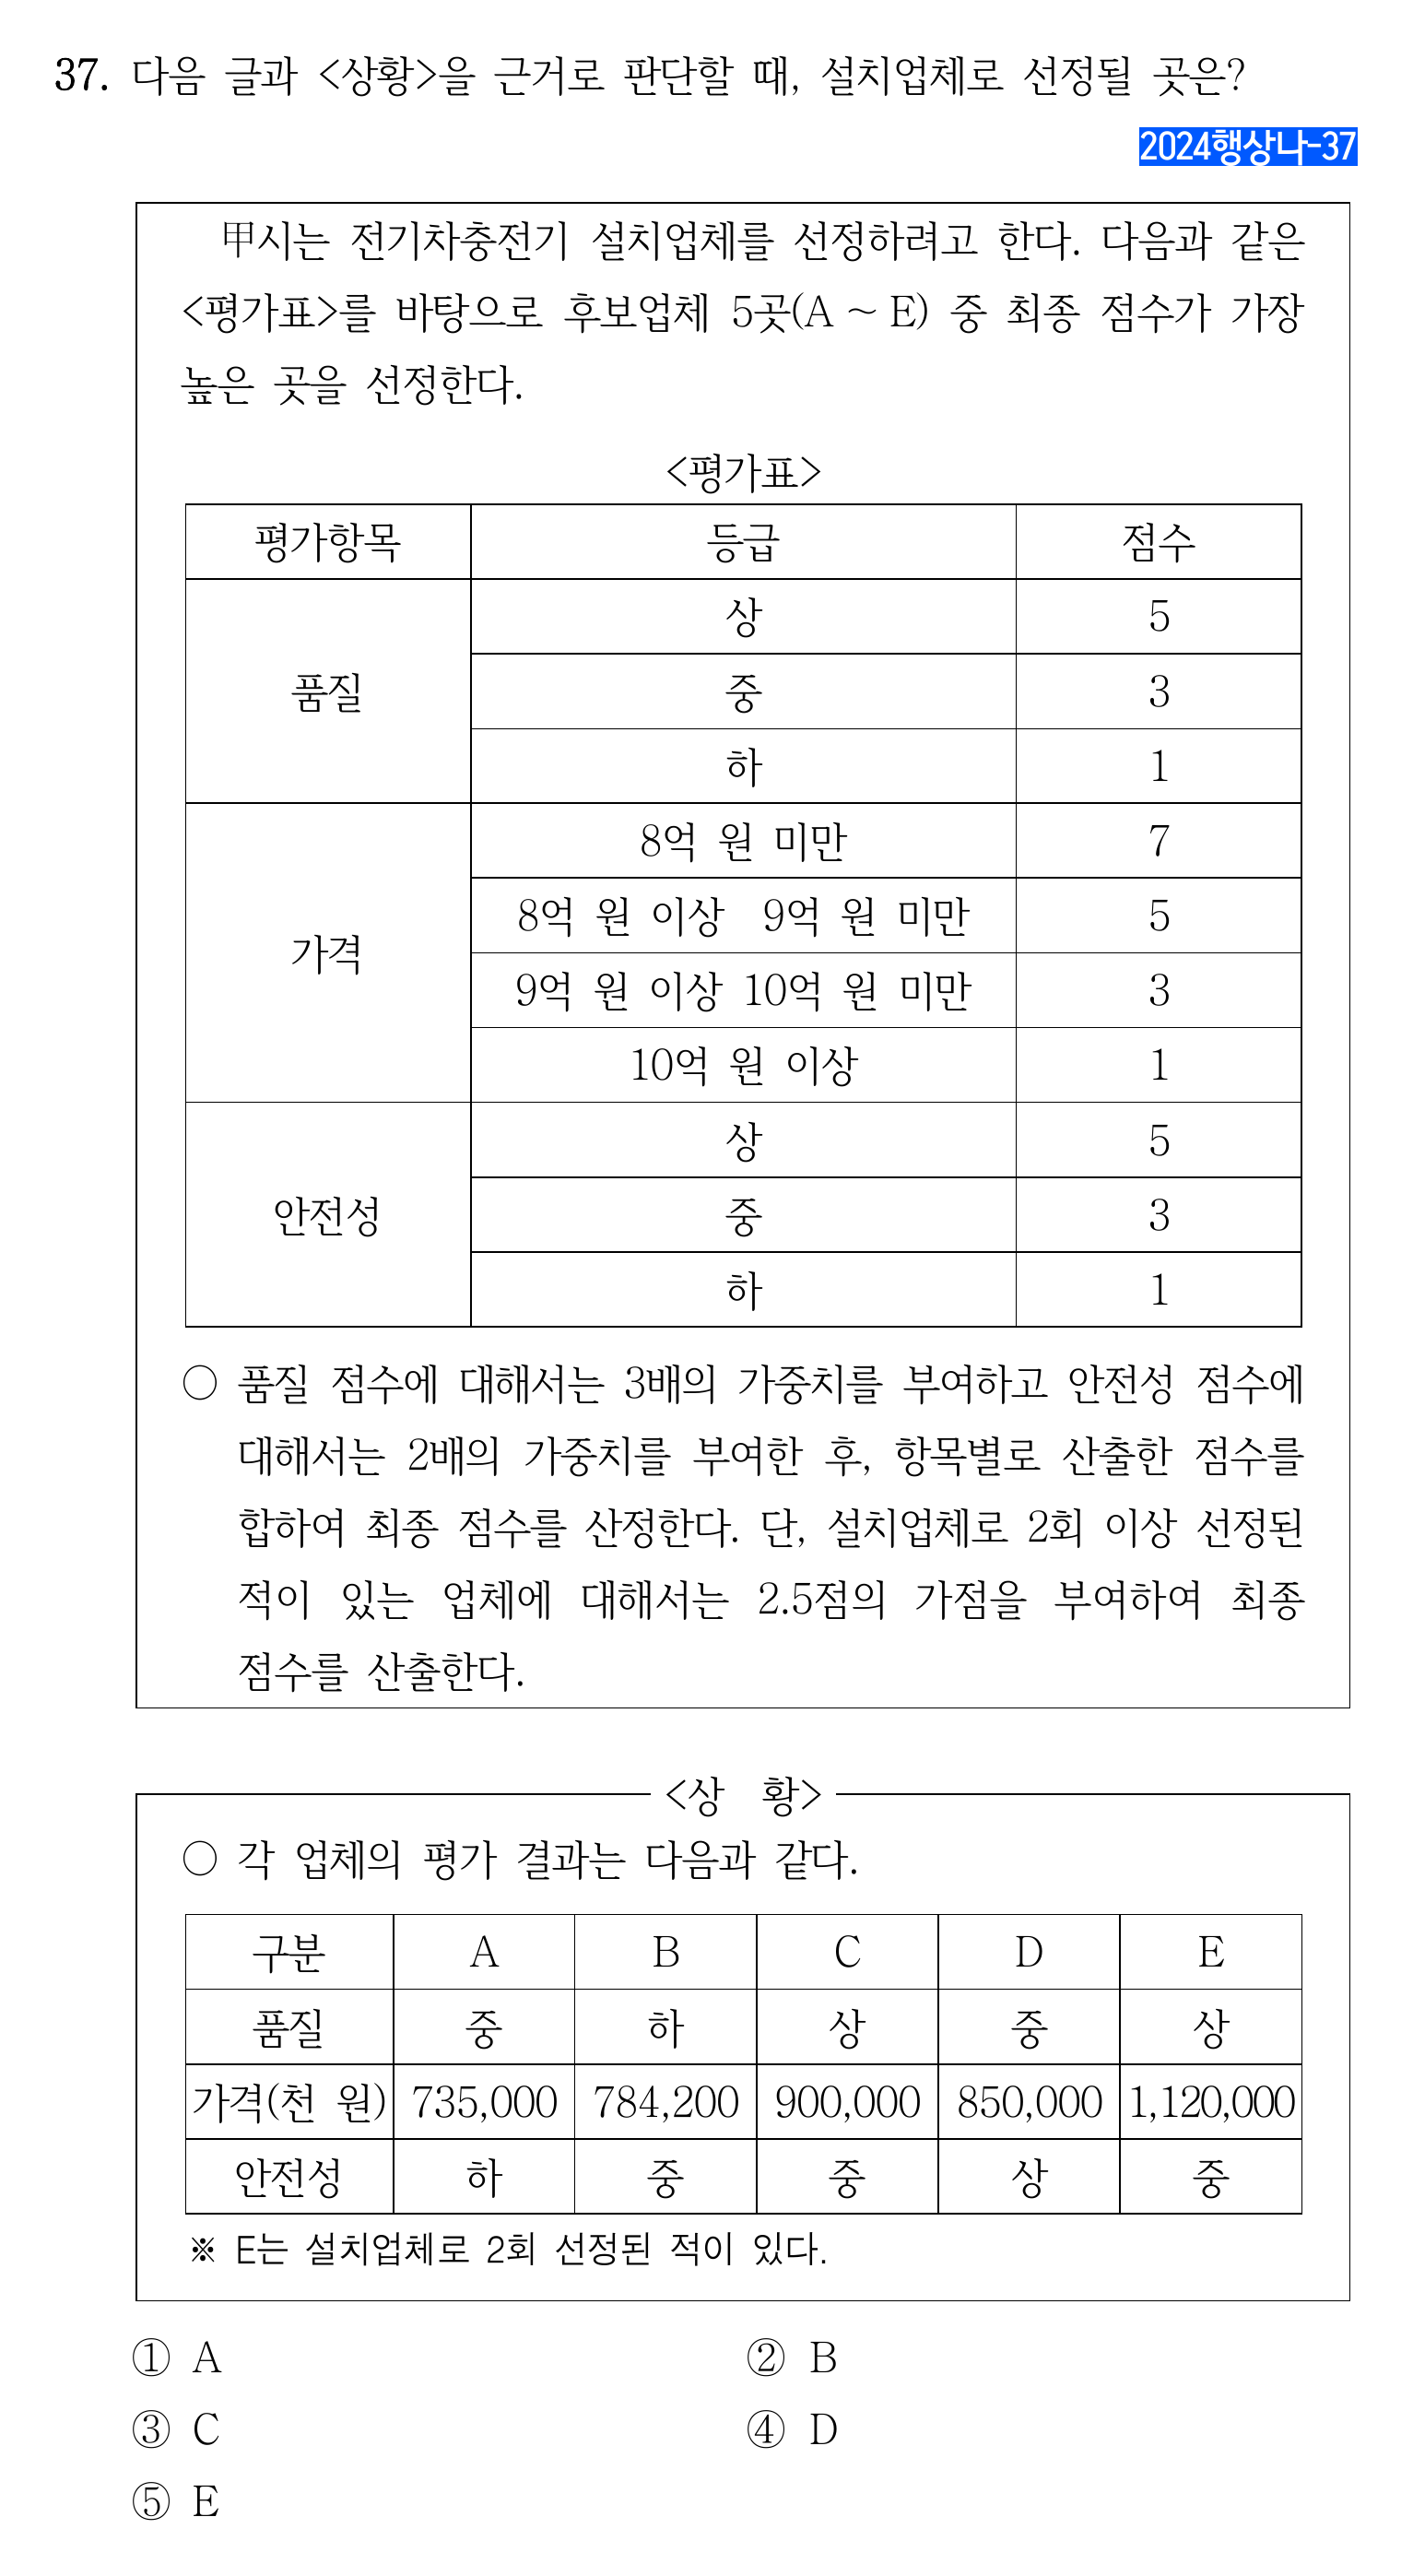 37. 다음 글과 <상황>을 근거로 판단할 때, 설치업체로 선정될 곳은?
2024행상나-37
甲시는 전기차충전기 설치업체를 선정하려고 한다. 다음과 같은
<평가표>를 바탕으로 후보업체 5곳(A ~ E) 중 최종 점수가 가장
높은 곳을 선정한다.
<평가표>
평가항목 등급 점수
품질
상 5
중 3
하 1
가격
8억 원 미만 7
8억 원 이상 9억 원 미만 5
9억 원 이상 10억 원 미만 3
10억 원 이상 1
안전성
상 5
중 3
하 1
○ 품질 점수에 대해서는 3배의 가중치를 부여하고 안전성 점수에
대해서는 2배의 가중치를 부여한 후, 항목별로 산출한 점수를
합하여 최종 점수를 산정한다. 단, 설치업체로 2회 이상 선정된
적이 있는 업체에 대해서는 2.5점의 가점을 부여하여 최종
점수를 산출한다.
<상 황>
○ 각 업체의 평가 결과는 다음과 같다.
구분 A B C D E
품질 중 하 상 중 상
가격(천 원) 735,000 784,200 900,000 850,000 1,120,000
안전성 하 중 중 상 중
※ E는 설치업체로 2회 선정된 적이 있다.
① A ② B
③ C ④ D
⑤ E